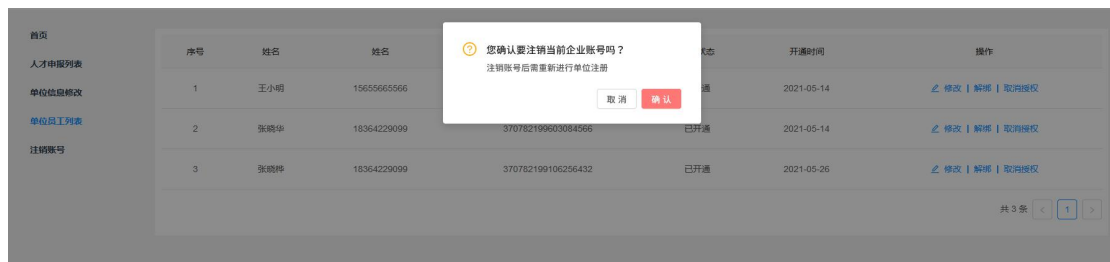 首页
人才申报列表
单位信息修改
单位员工列表
注销账号
您确认要注销当前企业账号吗？
注销账号后需重新进行单位注册
取 消 确 认
序号 姓名 姓名 状态 开通时间 操作
1 王小明 15655665566 通 2021-05-14 修改 | 解绑 | 取消授权
2 张晓华 18364229099 370782199603084566 已开通 2021-05-14 修改 | 解绑 | 取消授权
3 张晓桦 18364229099 370782199106256432 已开通 2021-05-26 修改 | 解绑 | 取消授权
共 3 条 < 1 >